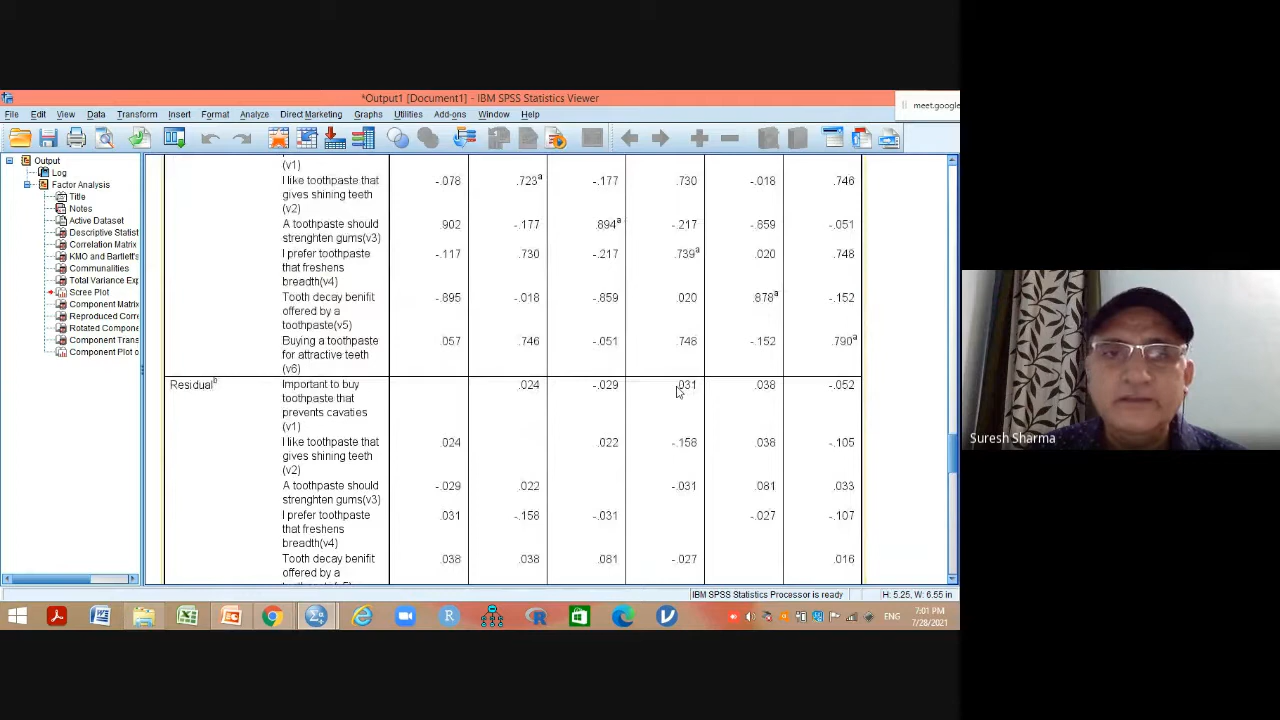 *Output1 [Document1] - IBM SPSS Statistics Viewer
meet.google
File Edit View Data Transform Insert Format Analyze Direct Marketing Graphs Utilities Add-ons Window Help
Output
Log
Factor Analysis
Title
Notes
Active Dataset
Descriptive Statisti
Correlation Matrix
KMO and Bartlett's
Communalities
Total Variance Exp
Scree Plot
Component Matrix
Reproduced Corre
Rotated Compone
Component Trans
Component Plot o
(v1)
I like toothpaste that -.078 .723a -.177 .730 -.018 .746
gives shining teeth
(v2)
A toothpaste should .902 -.177 .894a -.217 -.859 -.051
strenghten gums(v3)
I prefer toothpaste -.117 .730 -.217 .739a .020 .748
that freshens
breadth(v4)
Tooth decay benifit -.895 -.018 -.859 .020 .878a -.152
offered by a
toothpaste(v5)
Buying a toothpaste .057 .746 -.051 .748 -.152 .790a
for attractive teeth
(v6)
Residualb Important to buy .024 -.029 .031 .038 -.052
toothpaste that
prevents cavaties
(v1)
I like toothpaste that .024 .022 -.158 .038 -.105
gives shining teeth
(v2)
A toothpaste should -.029 .022 -.031 .081 .033
strenghten gums(v3)
I prefer toothpaste .031 -.158 -.031 -.027 -.107
that freshens
breadth(v4)
Tooth decay benifit .038 .038 .081 -.027 .016
offered by a
IBM SPSS Statistics Processor is ready H: 5.25, W: 6.55 in
ENG
7:01 PM
7/28/2021
Suresh Sharma